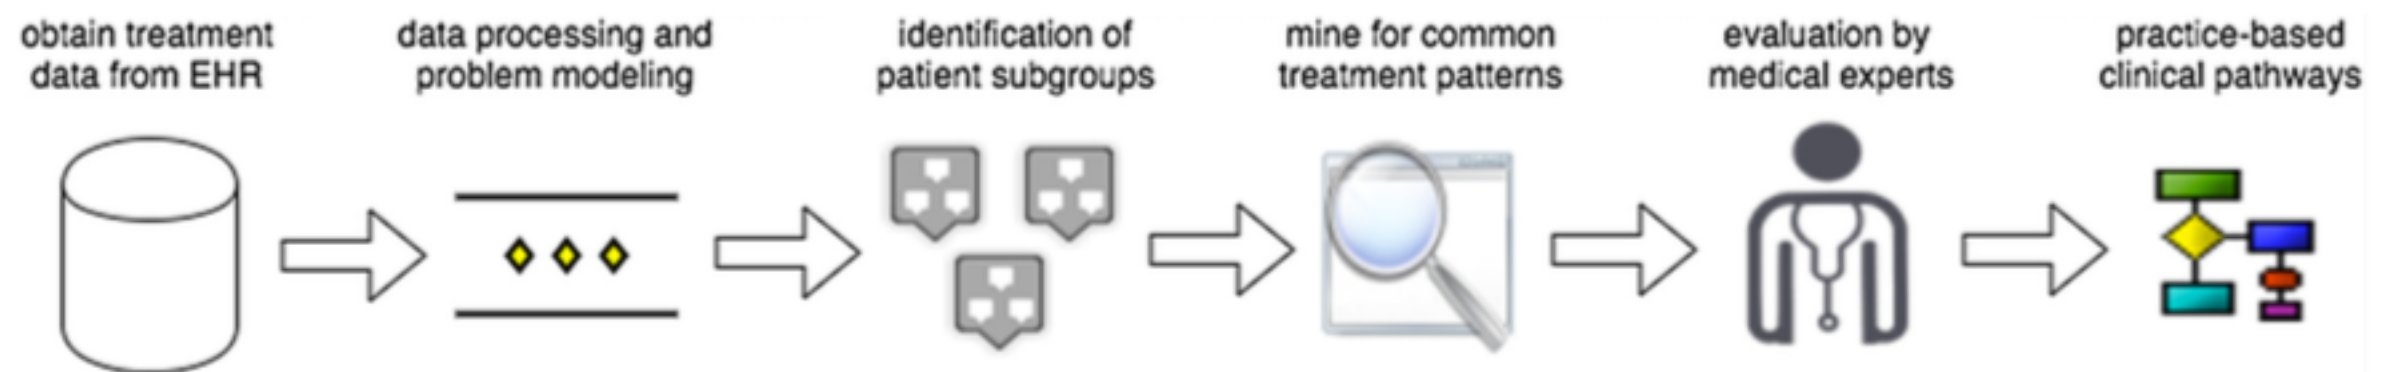 obtain treatment
data from EHR
data processing and
problem modeling
identification of
patient subgroups
mine for common
treatment patterns
evaluation by
medical experts
practice-based
clinical pathways